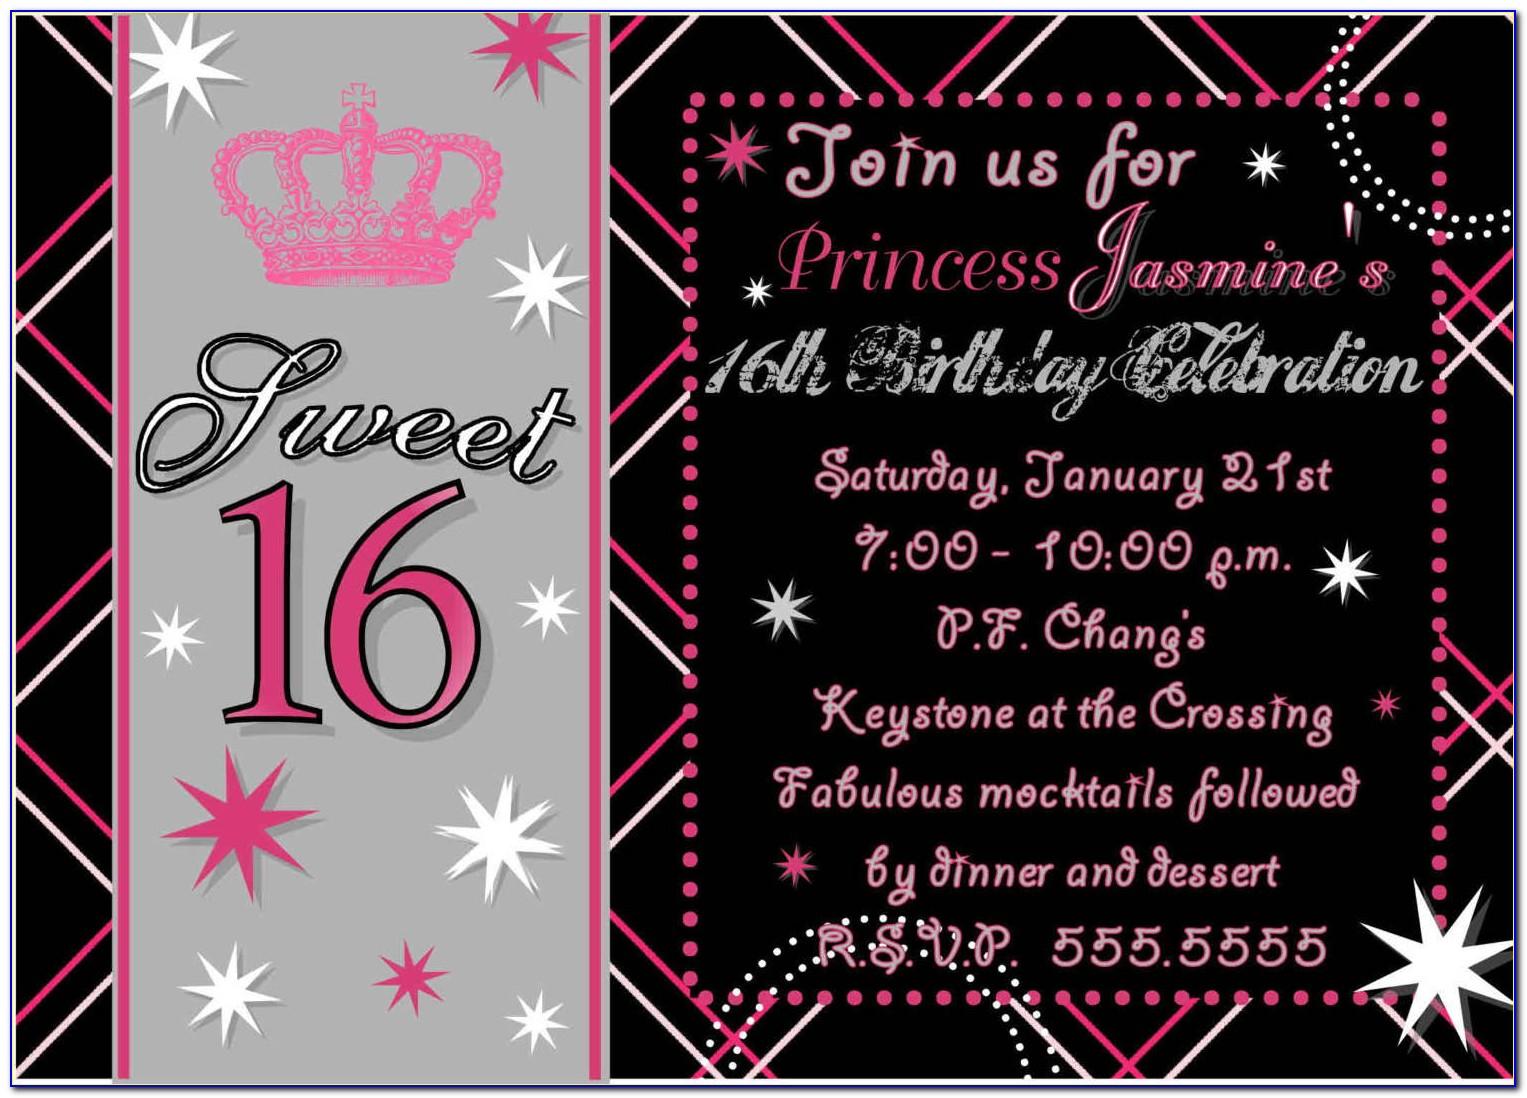 Sweet
16
Join us for
Princess Jasmine's
16th Birthday Celebration
Saturday, January 21st
7:00 - 10:00 p.m.
P.F. Chang's
Keystone at the Crossing
Fabulous mocktails followed
by dinner and dessert
R.S.V.P. 555.5555